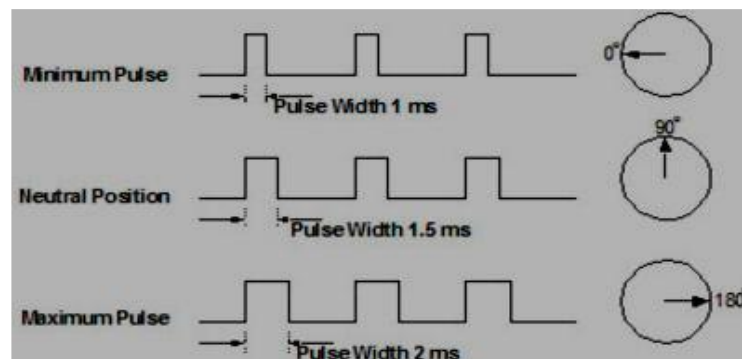 0°
Minimum Pulse
Pulse Width 1 ms
90°
Neutral Position
Pulse Width 1.5 ms
180
Maximum Pulse
Pulse Width 2 ms